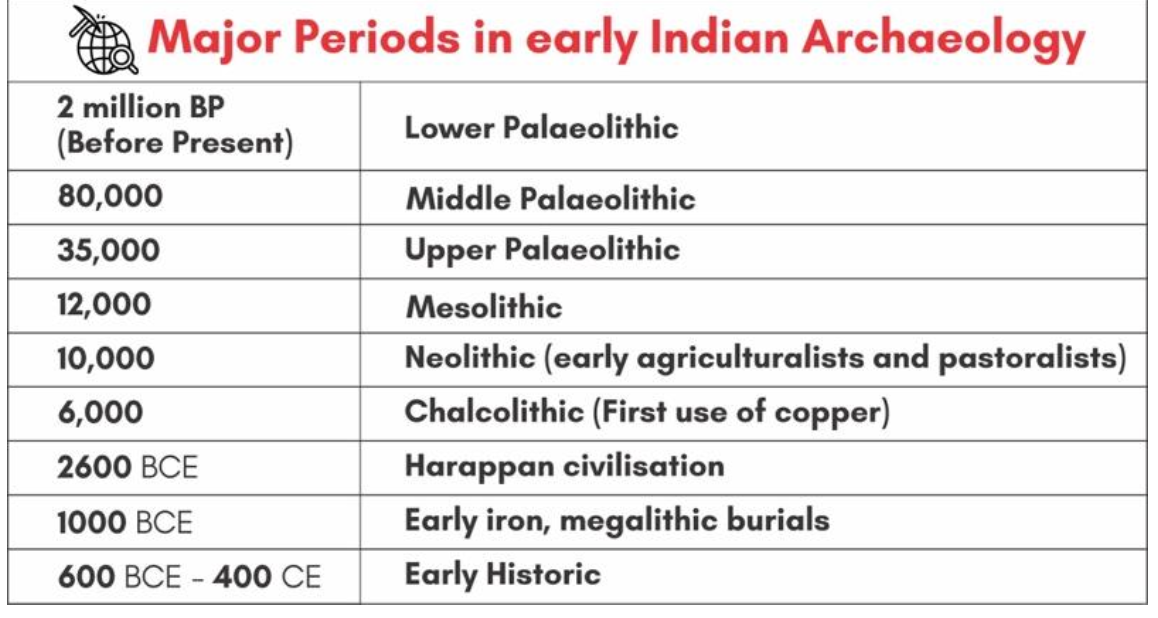 Major Periods in early Indian Archaeology
2 million BP
(Before Present)
Lower Palaeolithic
80,000
Middle Palaeolithic
35,000
Upper Palaeolithic
12,000
Mesolithic
10,000
Neolithic (early agriculturalists and pastoralists)
6,000
Chalcolithic (First use of copper)
2600 BCE
Harappan civilisation
1000 BCE
Early iron, megalithic burials
600 BCE - 400 CE
Early Historic